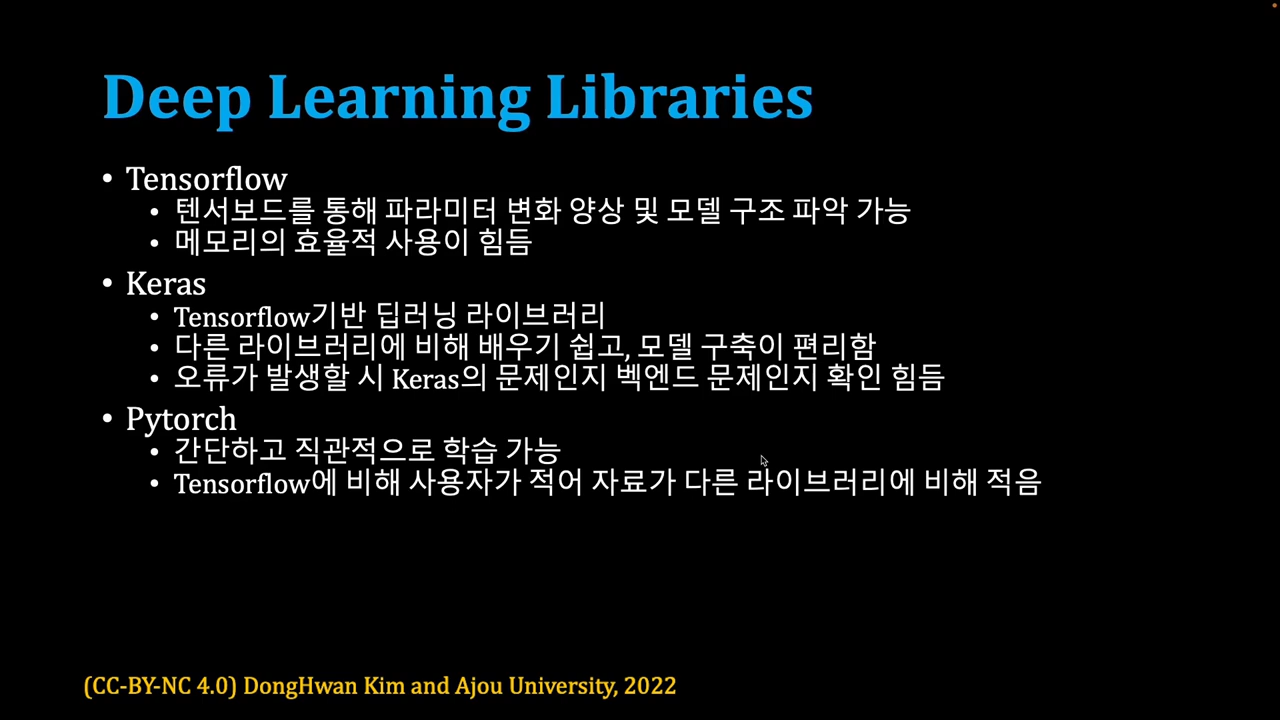 Deep Learning Libraries
• Tensorflow
• 텐서보드를 통해 파라미터 변화 양상 및 모델 구조 파악 가능
• 메모리의 효율적 사용이 힘듬
• Keras
• Tensorflow기반 딥러닝 라이브러리
• 다른 라이브러리에 비해 배우기 쉽고, 모델 구축이 편리함
• 오류가 발생할 시 Keras의 문제인지 벡엔드 문제인지 확인 힘듬
• Pytorch
• 간단하고 직관적으로 학습 가능
• Tensorflow에 비해 사용자가 적어 자료가 다른 라이브러리에 비해 적음
(CC-BY-NC 4.0) DongHwan Kim and Ajou University, 2022